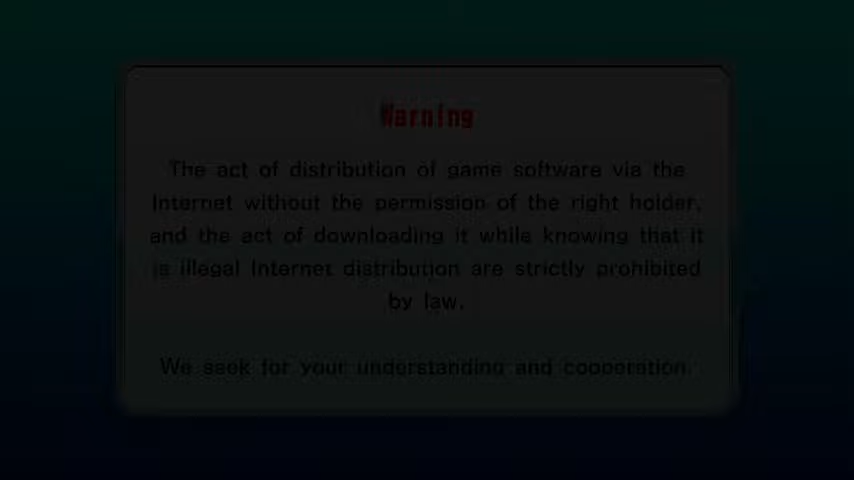 Warning
The act of distribution of game software via the
Internet without the permission of the right holder,
and the act of downloading it while knowing that it
is illegal Internet distribution are strictly prohibited
by law.
We seek for your understanding and cooperation.